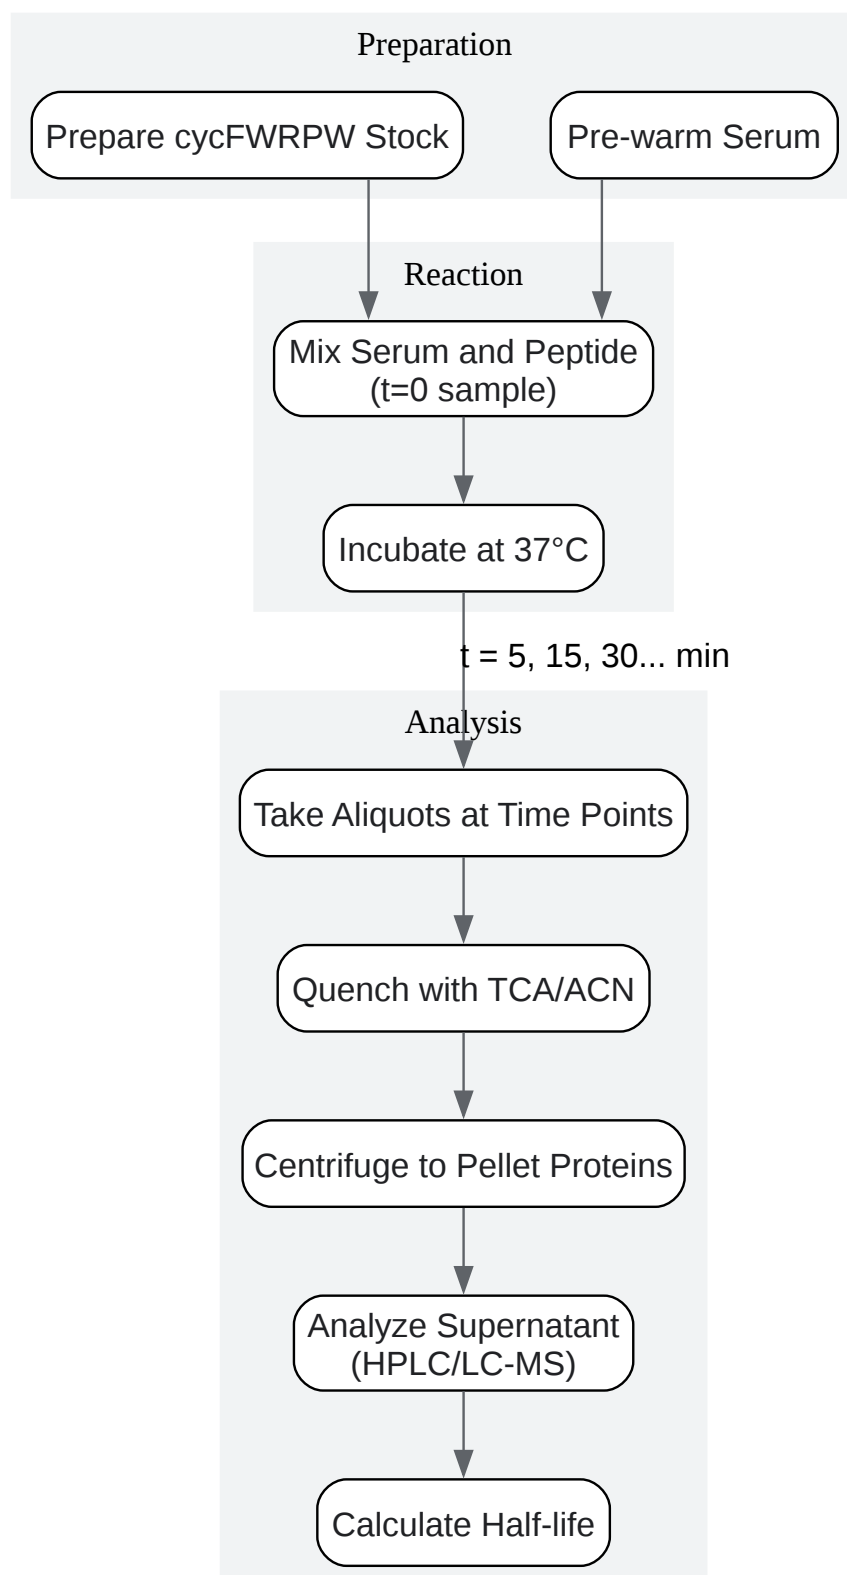 Preparation
Prepare cycFWRPW Stock
Pre-warm Serum
Reaction
Mix Serum and Peptide
(t=0 sample)
Incubate at 37°C
t = 5, 15, 30... min
Analysis
Take Aliquots at Time Points
Quench with TCA/ACN
Centrifuge to Pellet Proteins
Analyze Supernatant
(HPLC/LC-MS)
Calculate Half-life